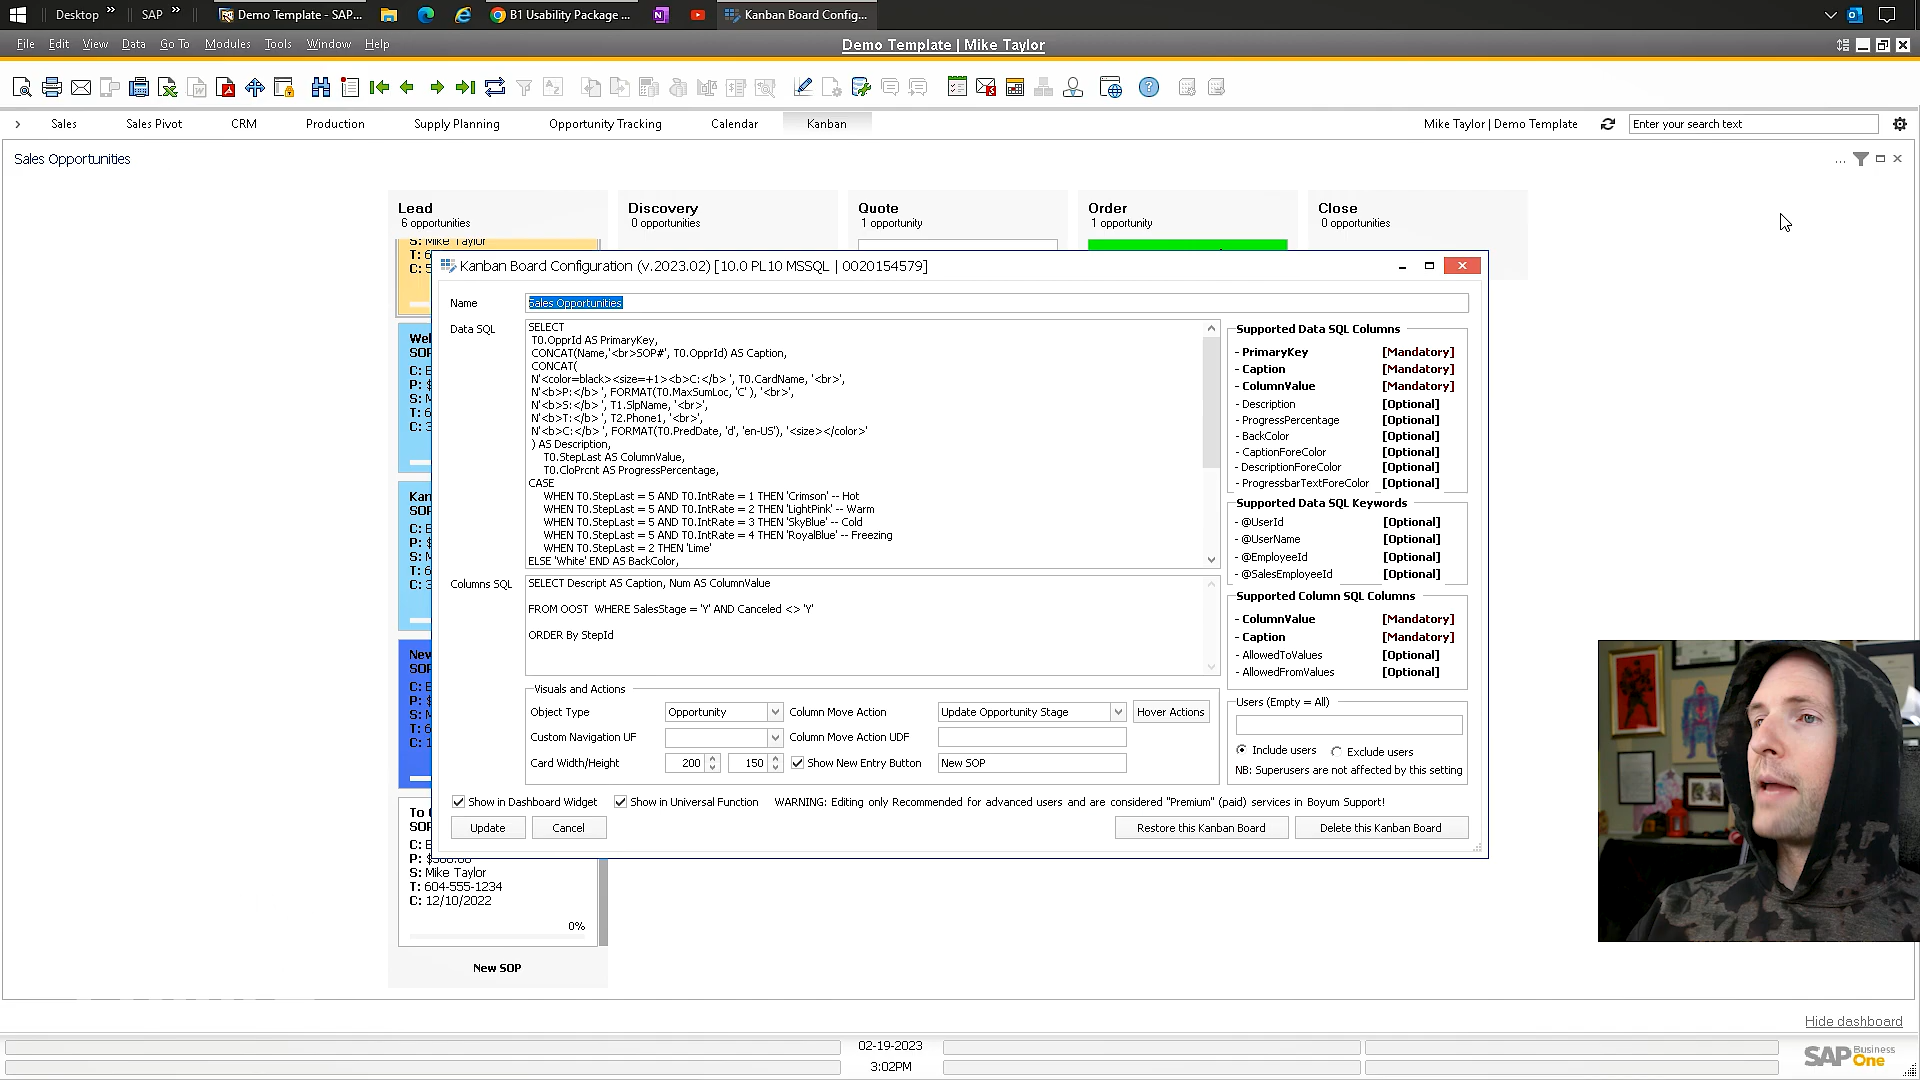 Desktop
SAP
Demo Template - SAP...
B1 Usability Package ...
Kanban Board Config...
File Edit View Data Go To Modules Tools Window Help
Demo Template | Mike Taylor
Sales Sales Pivot CRM Production Supply Planning Opportunity Tracking Calendar Kanban
Mike Taylor | Demo Template
Enter your search text
Sales Opportunities
Lead
6 opportunities
Discovery
0 opportunities
Quote
1 opportunity
Order
1 opportunity
Close
0 opportunities
S: Mike Taylor
Kanban Board Configuration (v.2023.02) [10.0 PL10 MSSQL | 0020154579]
Name
Sales Opportunities
Data SQL
SELECT
T0.OpprId AS PrimaryKey,
CONCAT(Name,'<br>SOP#', T0.OpprId) AS Caption,
CONCAT(
N'<color=black><size=+1><b>C:</b> ', T0.CardName, '<br>',
N'<b>P:</b> ', FORMAT(T0.MaxSumLoc, 'C' ), '<br>',
N'<b>S:</b> ', T1.SlpName, '<br>',
N'<b>T:</b> ', T2.Phone1, '<br>',
N'<b>C:</b> ', FORMAT(T0.PredDate, 'd', 'en-US'), '<size></color>'
) AS Description,
T0.StepLast AS ColumnValue,
T0.CloPrcnt AS ProgressPercentage,
CASE
WHEN T0.StepLast = 5 AND T0.IntRate = 1 THEN 'Crimson' -- Hot
WHEN T0.StepLast = 5 AND T0.IntRate = 2 THEN 'LightPink' -- Warm
WHEN T0.StepLast = 5 AND T0.IntRate = 3 THEN 'SkyBlue' -- Cold
WHEN T0.StepLast = 5 AND T0.IntRate = 4 THEN 'RoyalBlue' -- Freezing
WHEN T0.StepLast = 2 THEN 'Lime'
ELSE 'White' END AS BackColor,
Supported Data SQL Columns
- PrimaryKey [Mandatory]
- Caption [Mandatory]
- ColumnValue [Mandatory]
- Description [Optional]
- ProgressPercentage [Optional]
- BackColor [Optional]
- CaptionForeColor [Optional]
- DescriptionForeColor [Optional]
- ProgressbarTextForeColor [Optional]
Supported Data SQL Keywords
- @UserId [Optional]
- @UserName [Optional]
- @EmployeeId [Optional]
- @SalesEmployeeId [Optional]
Columns SQL
SELECT Descript AS Caption, Num AS ColumnValue
FROM OOST WHERE SalesStage = 'Y' AND Canceled <> 'Y'
ORDER By StepId
Supported Column SQL Columns
- ColumnValue [Mandatory]
- Caption [Mandatory]
- AllowedToValues [Optional]
- AllowedFromValues [Optional]
Visuals and Actions
Object Type Opportunity Column Move Action Update Opportunity Stage Hover Actions
Custom Navigation UF Column Move Action UDF
Card Width/Height 200 150 Show New Entry Button New SOP
Users (Empty = All)
Include users Exclude users
NB: Superusers are not affected by this setting
Show in Dashboard Widget Show in Universal Function WARNING: Editing only Recommended for advanced users and are considered "Premium" (paid) services in Boyum Support!
Update Cancel Restore this Kanban Board Delete this Kanban Board
S: Mike Taylor
T: 604-555-1234
C: 12/10/2022
0%
New SOP
Hide dashboard
02-19-2023
3:02PM
SAP Business One